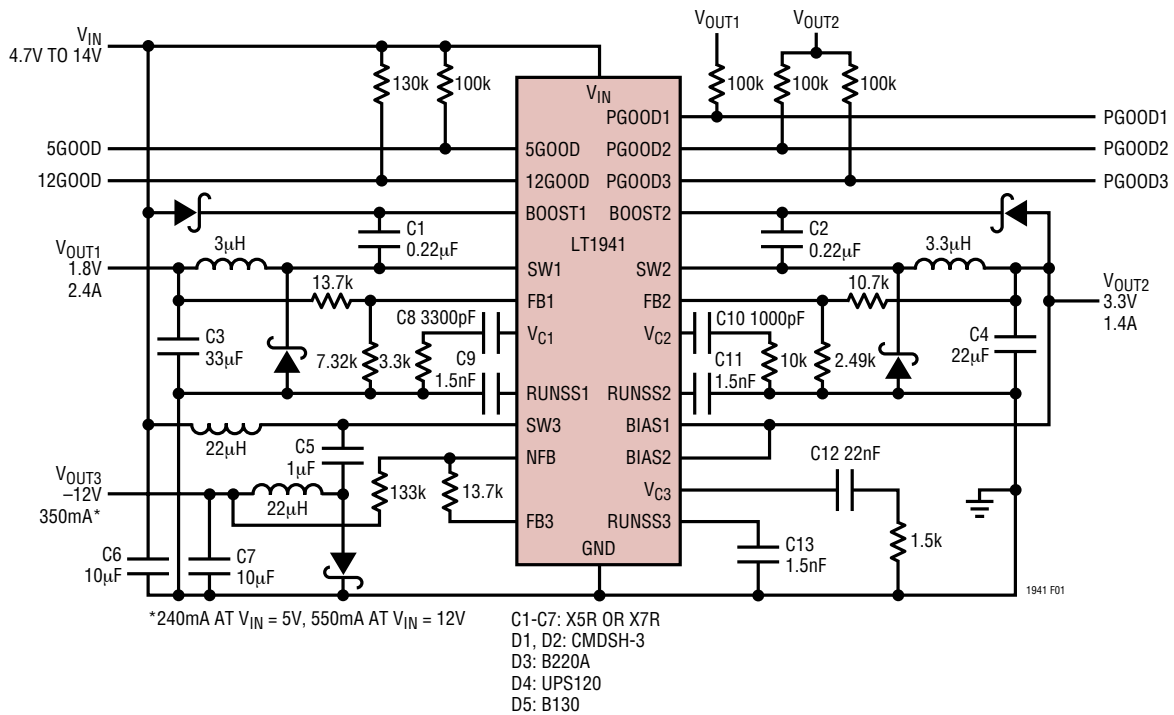 VIN
4.7V TO 14V
VOUT1
VOUT2
130k
100k
100k
100k
100k
VIN
PGOOD1
PGOOD1
5GOOD
5GOOD
PGOOD2
PGOOD2
12GOOD
12GOOD
PGOOD3
PGOOD3
BOOST1
BOOST2
C1
0.22μF
LT1941
C2
0.22μF
VOUT1
1.8V
2.4A
3μH
SW1
SW2
3.3μH
VOUT2
3.3V
1.4A
13.7k
FB1
FB2
10.7k
C8 3300pF
VC1
VC2
C10 1000pF
C3
33μF
7.32k
3.3k
C9
1.5nF
C11
1.5nF
10k
2.49k
C4
22μF
RUNSS1
RUNSS2
22μH
SW3
BIAS1
C5
1μF
NFB
BIAS2
C12 22nF
VOUT3
–12V
350mA*
22μH
133k
13.7k
VC3
FB3
RUNSS3
1.5k
C6
10μF
C7
10μF
GND
C13
1.5nF
1941 F01
*240mA AT VIN = 5V, 550mA AT VIN = 12V
C1-C7: X5R OR X7R
D1, D2: CMDSH-3
D3: B220A
D4: UPS120
D5: B130